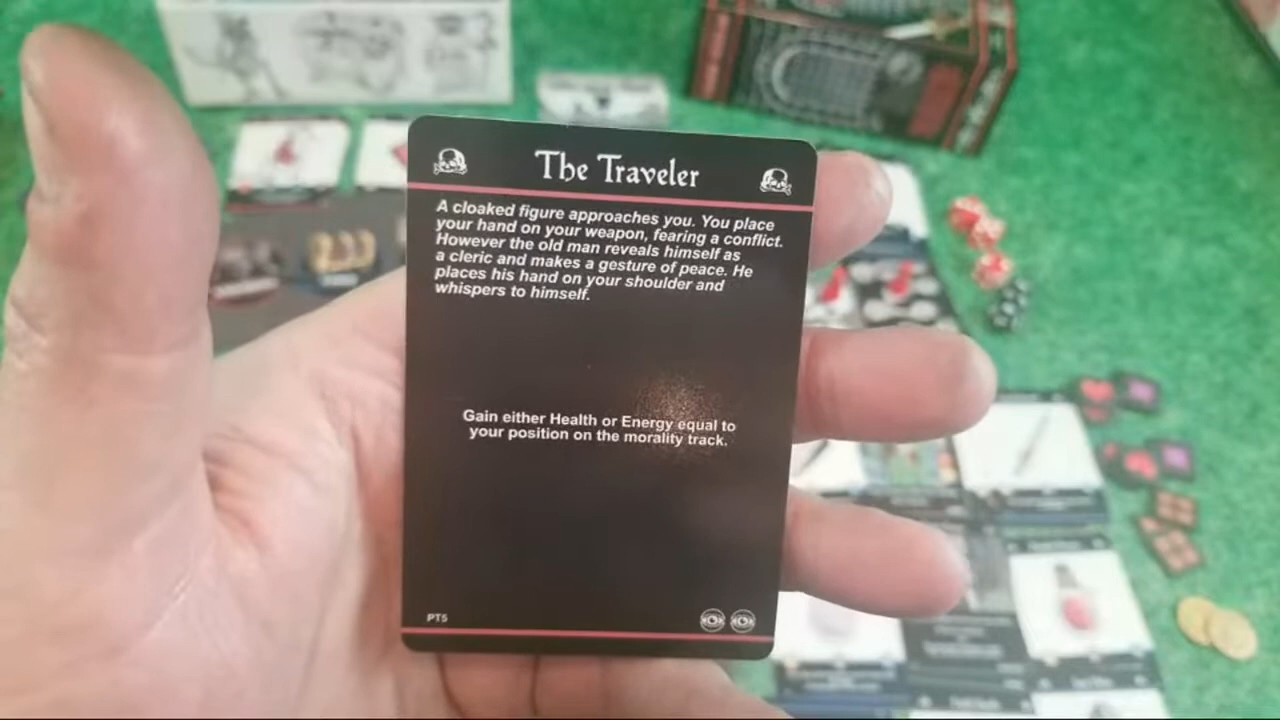 The Traveler
A cloaked figure approaches you. You place
your hand on your weapon, fearing a conflict.
However the old man reveals himself as
a cleric and makes a gesture of peace. He
places his hand on your shoulder and
whispers to himself.
Gain either Health or Energy equal to
your position on the morality track.
PT5